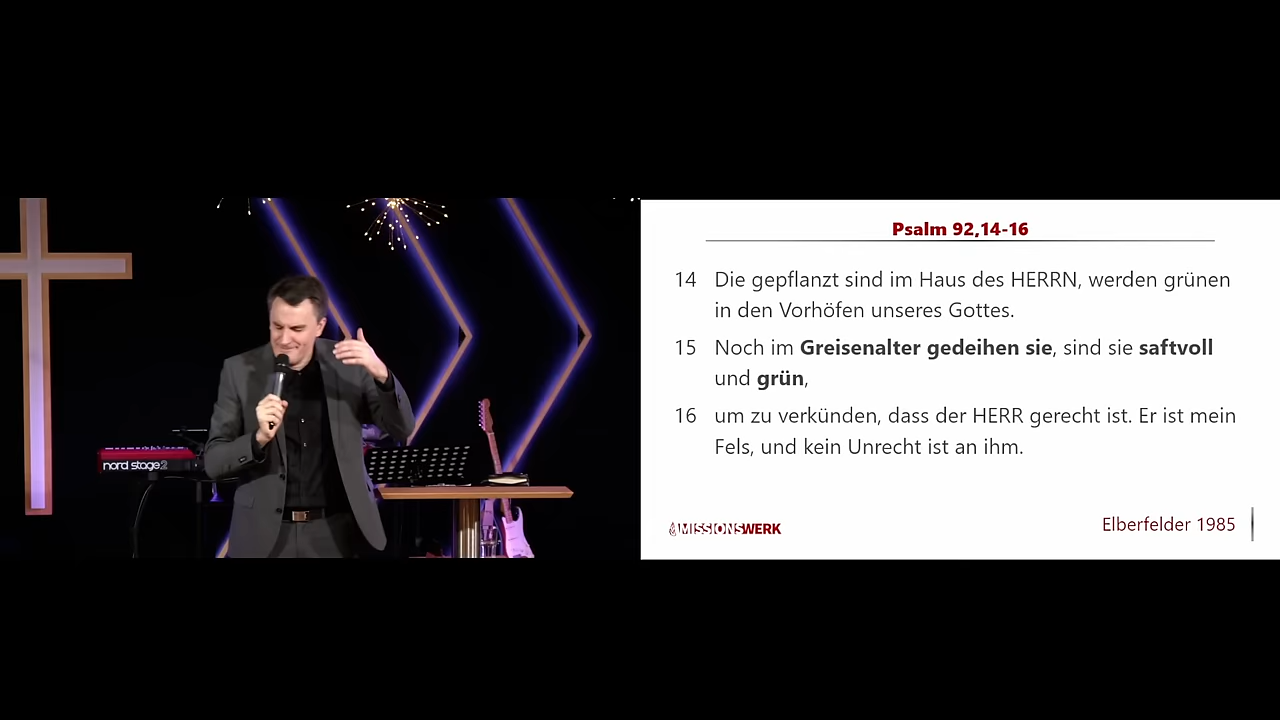 nord stage2
Psalm 92,14-16
14 Die gepflanzt sind im Haus des HERRN, werden grünen
in den Vorhöfen unseres Gottes.
15 Noch im Greisenalter gedeihen sie, sind sie saftvoll
und grün,
16 um zu verkünden, dass der HERR gerecht ist. Er ist mein
Fels, und kein Unrecht ist an ihm.
MISSIONSWERK
Elberfelder 1985